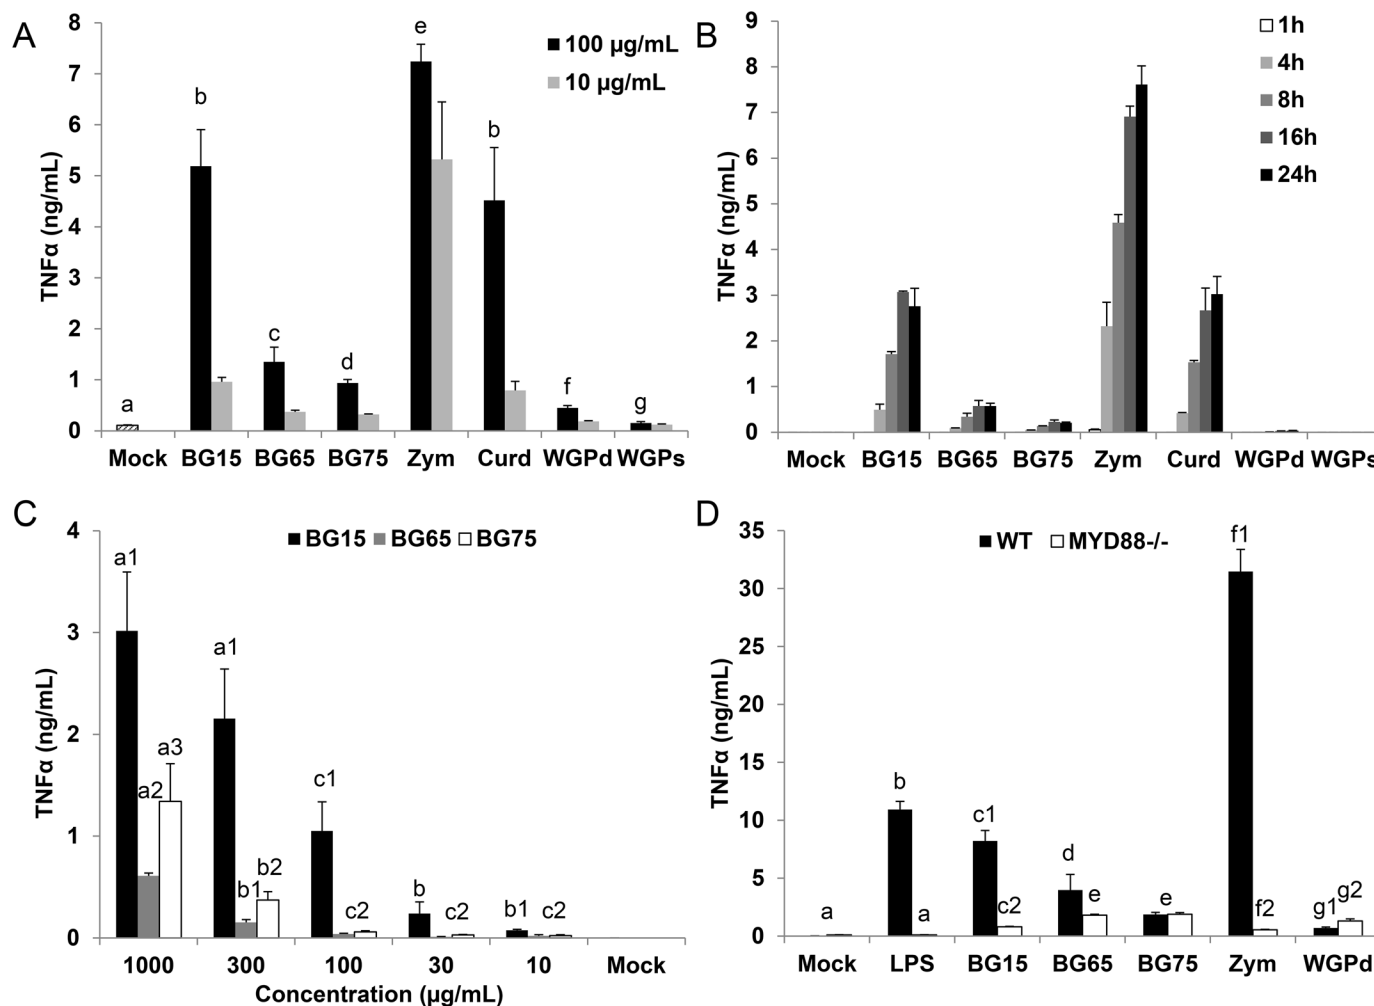 A
TNFα (ng/mL)
8
7
6
5
4
3
2
1
0
100 µg/mL
10 µg/mL
a
b
c
d
e
b
f
g
Mock BG15 BG65 BG75 Zym Curd WGPd WGPs
B
TNFα (ng/mL)
9
8
7
6
5
4
3
2
1
0
1h
4h
8h
16h
24h
Mock BG15 BG65 BG75 Zym Curd WGPd WGPs
C
TNFα (ng/mL)
4
3
2
1
0
BG15 BG65 BG75
a1
a2
a3
a1
b1
b2
c1
c2
b
c2
b1
c2
1000 300 100 30 10 Mock
Concentration (µg/mL)
D
TNFα (ng/mL)
35
30
25
20
15
10
5
0
WT MYD88-/-
a
b
a
c1
c2
d
e
e
f1
f2
g1
g2
Mock LPS BG15 BG65 BG75 Zym WGPd